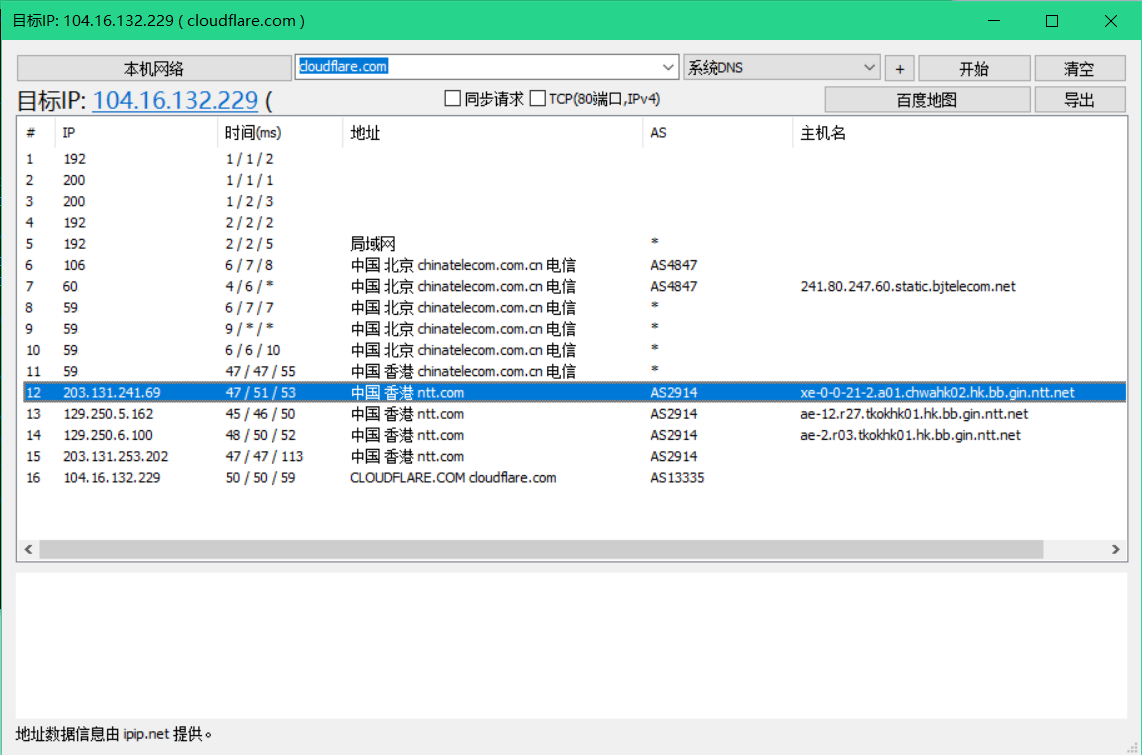 目标IP: 104.16.132.229 ( cloudflare.com )
本机网络 cloudflare.com 系统DNS + 开始 清空
目标IP: 104.16.132.229 ( 同步请求 TCP(80端口,IPv4) 百度地图 导出
# IP 时间(ms) 地址 AS 主机名
1 192 1 / 1 / 2
2 200 1 / 1 / 1
3 200 1 / 2 / 3
4 192 2 / 2 / 2
5 192 2 / 2 / 5 局域网 *
6 106 6 / 7 / 8 中国 北京 chinatelecom.com.cn 电信 AS4847
7 60 4 / 6 / * 中国 北京 chinatelecom.com.cn 电信 AS4847 241.80.247.60.static.bjtelecom.net
8 59 6 / 7 / 7 中国 北京 chinatelecom.com.cn 电信 *
9 59 9 / * / * 中国 北京 chinatelecom.com.cn 电信 *
10 59 6 / 6 / 10 中国 北京 chinatelecom.com.cn 电信 *
11 59 47 / 47 / 55 中国 香港 chinatelecom.com.cn 电信 *
12 203.131.241.69 47 / 51 / 53 中国 香港 ntt.com AS2914 xe-0-0-21-2.a01.chwahk02.hk.bb.gin.ntt.net
13 129.250.5.162 45 / 46 / 50 中国 香港 ntt.com AS2914 ae-12.r27.tkokhk01.hk.bb.gin.ntt.net
14 129.250.6.100 48 / 50 / 52 中国 香港 ntt.com AS2914 ae-2.r03.tkokhk01.hk.bb.gin.ntt.net
15 203.131.253.202 47 / 47 / 113 中国 香港 ntt.com AS2914
16 104.16.132.229 50 / 50 / 59 CLOUDFLARE.COM cloudflare.com AS13335
地址数据信息由 ipip.net 提供。